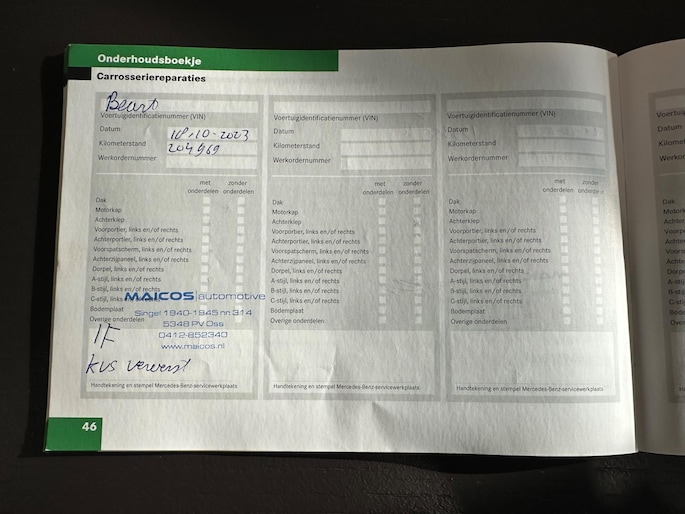 Onderhoudsboekje
Carrosseriereparaties
Beurt
Voertuigidentificatienummer (VIN)
Datum 18-10-2023
Kilometerstand 204969
Werkordernummer
met onderdelen
zonder onderdelen
Dak
Motorkap
Achterklep
Voorportier, links en/of rechts
Achterportier, links en/of rechts
Voorspatscherm, links en/of rechts
Achterzijpaneel, links en/of rechts
Dorpel, links en/of rechts
A-stijl, links en/of rechts
B-stijl, links en/of rechts
C-stijl, links en/of rechts
Bodemplaat
Overige onderdelen
MAICOS automotive
Singel 1940-1945 nr. 314
5348 PV Oss
0412-652340
www.maicos.nl
Handtekening en stempel Mercedes-Benz-servicewerkplaats
Voertuigidentificatienummer (VIN)
Datum
Kilometerstand
Werkordernummer
met onderdelen
zonder onderdelen
Dak
Motorkap
Achterklep
Voorportier, links en/of rechts
Achterportier, links en/of rechts
Voorspatscherm, links en/of rechts
Achterzijpaneel, links en/of rechts
Dorpel, links en/of rechts
A-stijl, links en/of rechts
B-stijl, links en/of rechts
C-stijl, links en/of rechts
Bodemplaat
Overige onderdelen
Handtekening en stempel Mercedes-Benz-servicewerkplaats
Voertuigidentificatienummer (VIN)
Datum
Kilometerstand
Werkordernummer
met onderdelen
zonder onderdelen
Dak
Motorkap
Achterklep
Voorportier, links en/of rechts
Achterportier, links en/of rechts
Voorspatscherm, links en/of rechts
Achterzijpaneel, links en/of rechts
Dorpel, links en/of rechts
A-stijl, links en/of rechts
B-stijl, links en/of rechts
C-stijl, links en/of rechts
Bodemplaat
Overige onderdelen
Handtekening en stempel Mercedes-Benz-servicewerkplaats
46